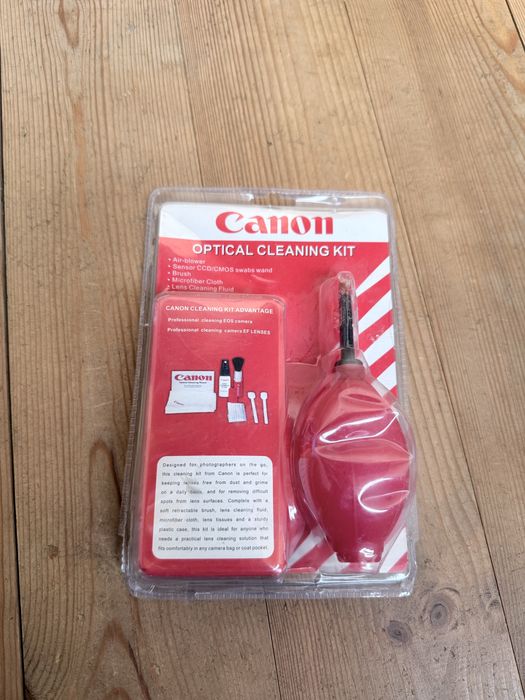 Canon
OPTICAL CLEANING KIT
• Air-blower
• Sensor CCD/CMOS swabs wand
• Brush
• Microfiber Cloth
• Lens Cleaning Fluid
CANON CLEANING KIT ADVANTAGE
Professional cleaning EOS camera
Professional cleaning camera EF LENSES
Canon
Designed for photographers on the go,
this cleaning kit from Canon is perfect for
keeping lenses free from dust and grime
on a daily basis, and for removing difficult
spots from lens surfaces. Complete with a
soft retractable brush, lens cleaning fluid,
microfiber cloth, lens tissues and a sturdy
plastic case, this kit is ideal for anyone who
needs a practical lens cleaning solution that
fits comfortably in any camera bag or coat pocket.